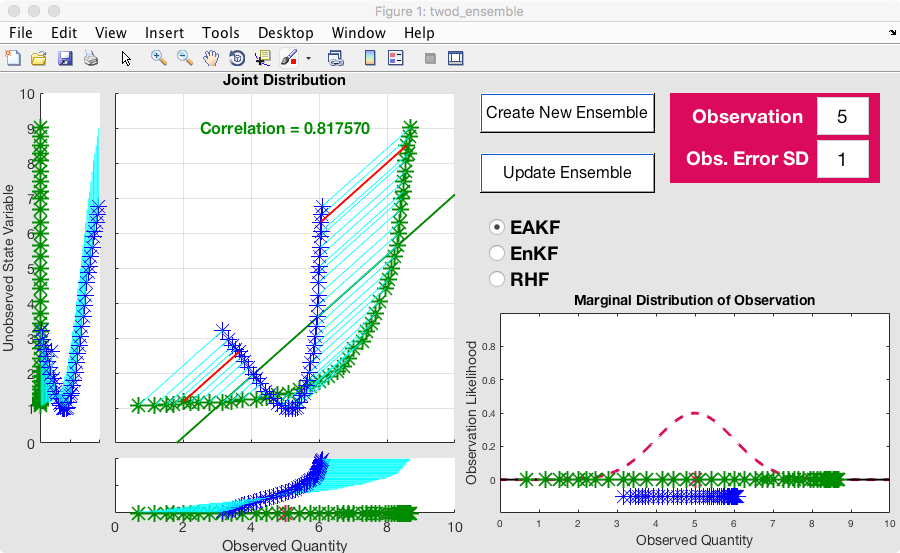 Figure 1: twod_ensemble
File Edit View Insert Tools Desktop Window Help
Joint Distribution
Correlation = 0.817570
Unobserved State Variable
10
9
8
7
6
5
4
3
2
1
0
0 2 4 6 8 10
Observed Quantity
Create New Ensemble
Update Ensemble
Observation 5
Obs. Error SD 1
EAKF
EnKF
RHF
Marginal Distribution of Observation
Observation Likelihood
0.8
0.6
0.4
0.2
0
0 1 2 3 4 5 6 7 8 9 10
Observed Quantity